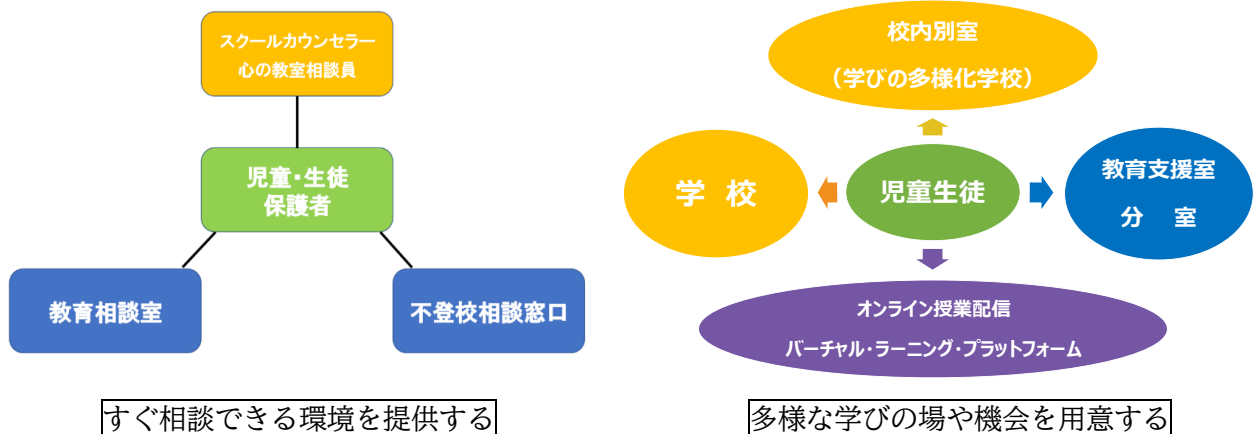 スクールカウンセラー
心の教室相談員
児童・生徒
保護者
教育相談室
不登校相談窓口
すぐ相談できる環境を提供する
校内別室
（学びの多様化学校）
学 校
児童生徒
教育支援室
分 室
オンライン授業配信
バーチャル・ラーニング・プラットフォーム
多様な学びの場や機会を用意する